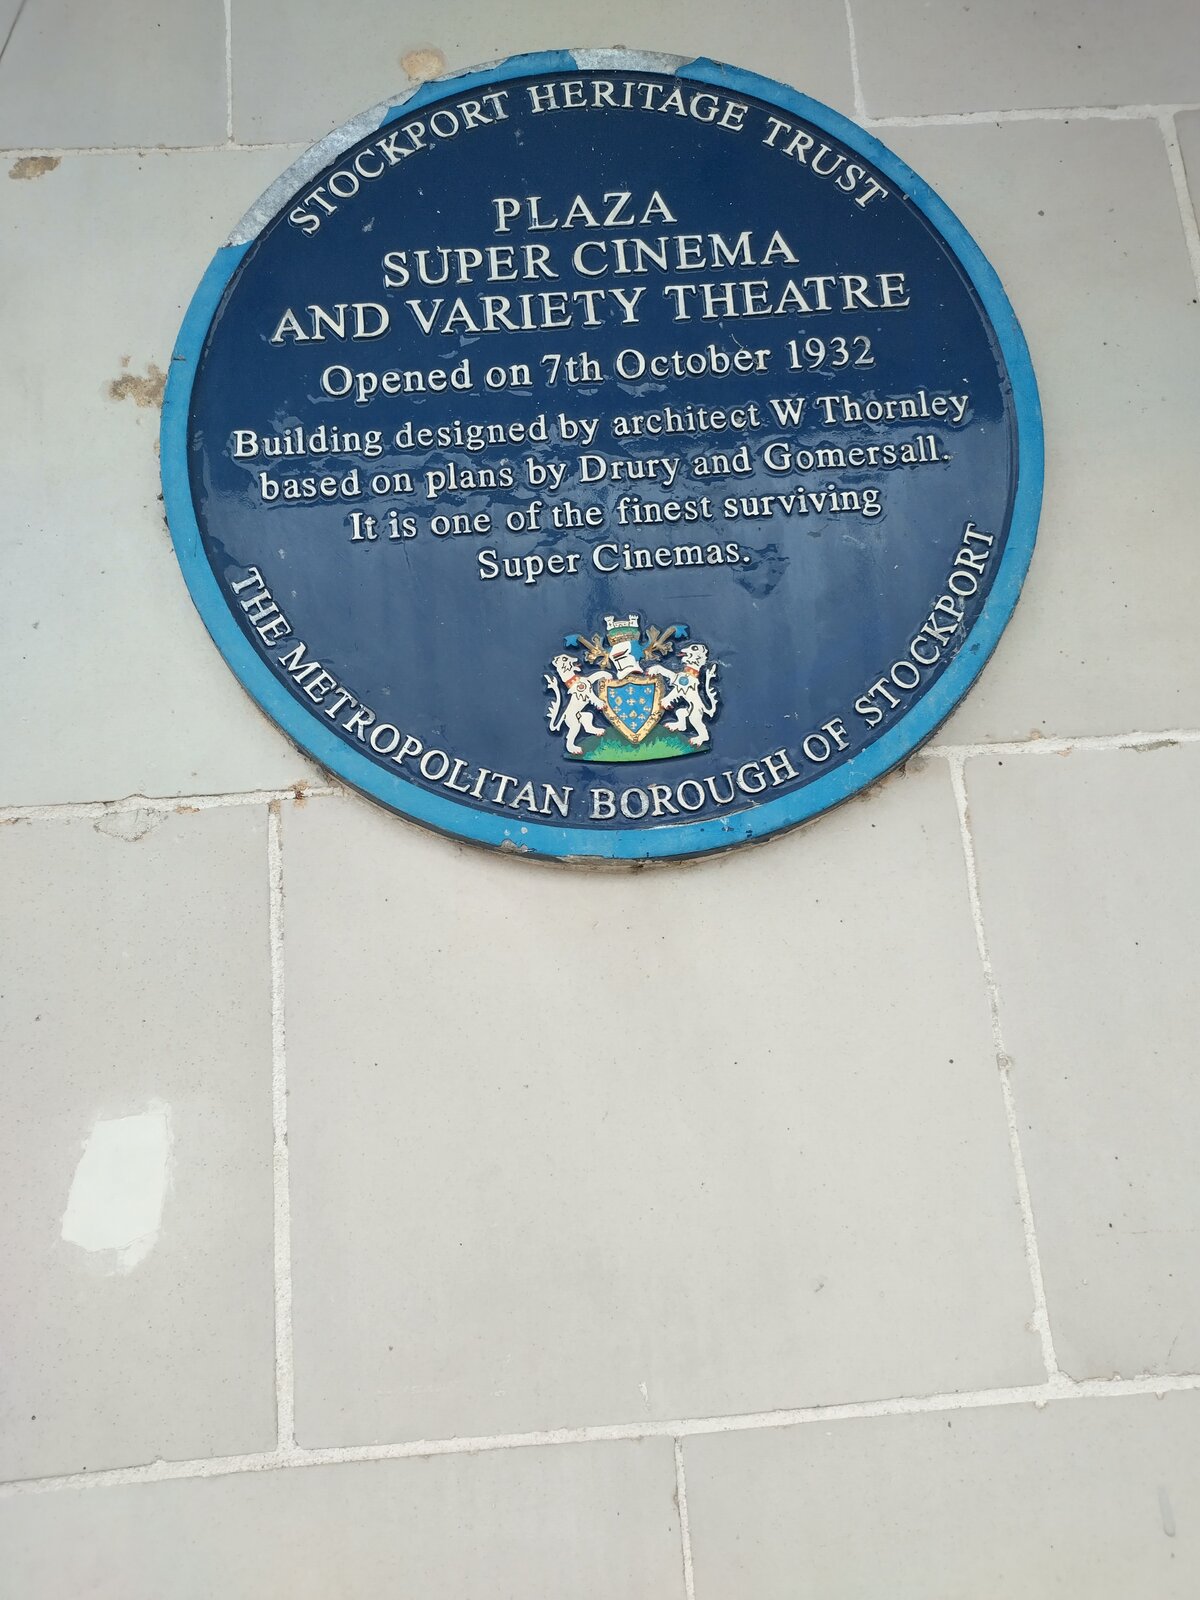 STOCKPORT HERITAGE TRUST
PLAZA
SUPER CINEMA
AND VARIETY THEATRE
Opened on 7th October 1932
Building designed by architect W Thornley
based on plans by Drury and Gomersall.
It is one of the finest surviving
Super Cinemas.
THE METROPOLITAN BOROUGH OF STOCKPORT